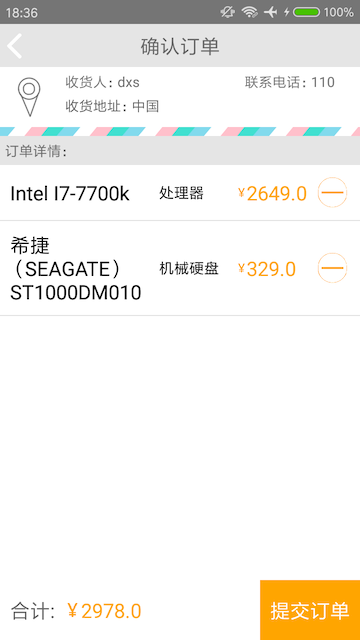 18:36
100%
确认订单
收货人: dxs
联系电话: 110
收货地址: 中国
订单详情:
Intel I7-7700k 处理器 ¥2649.0
希捷
（SEAGATE）
机械硬盘 ¥329.0
ST1000DM010
合计: ¥2978.0
提交订单